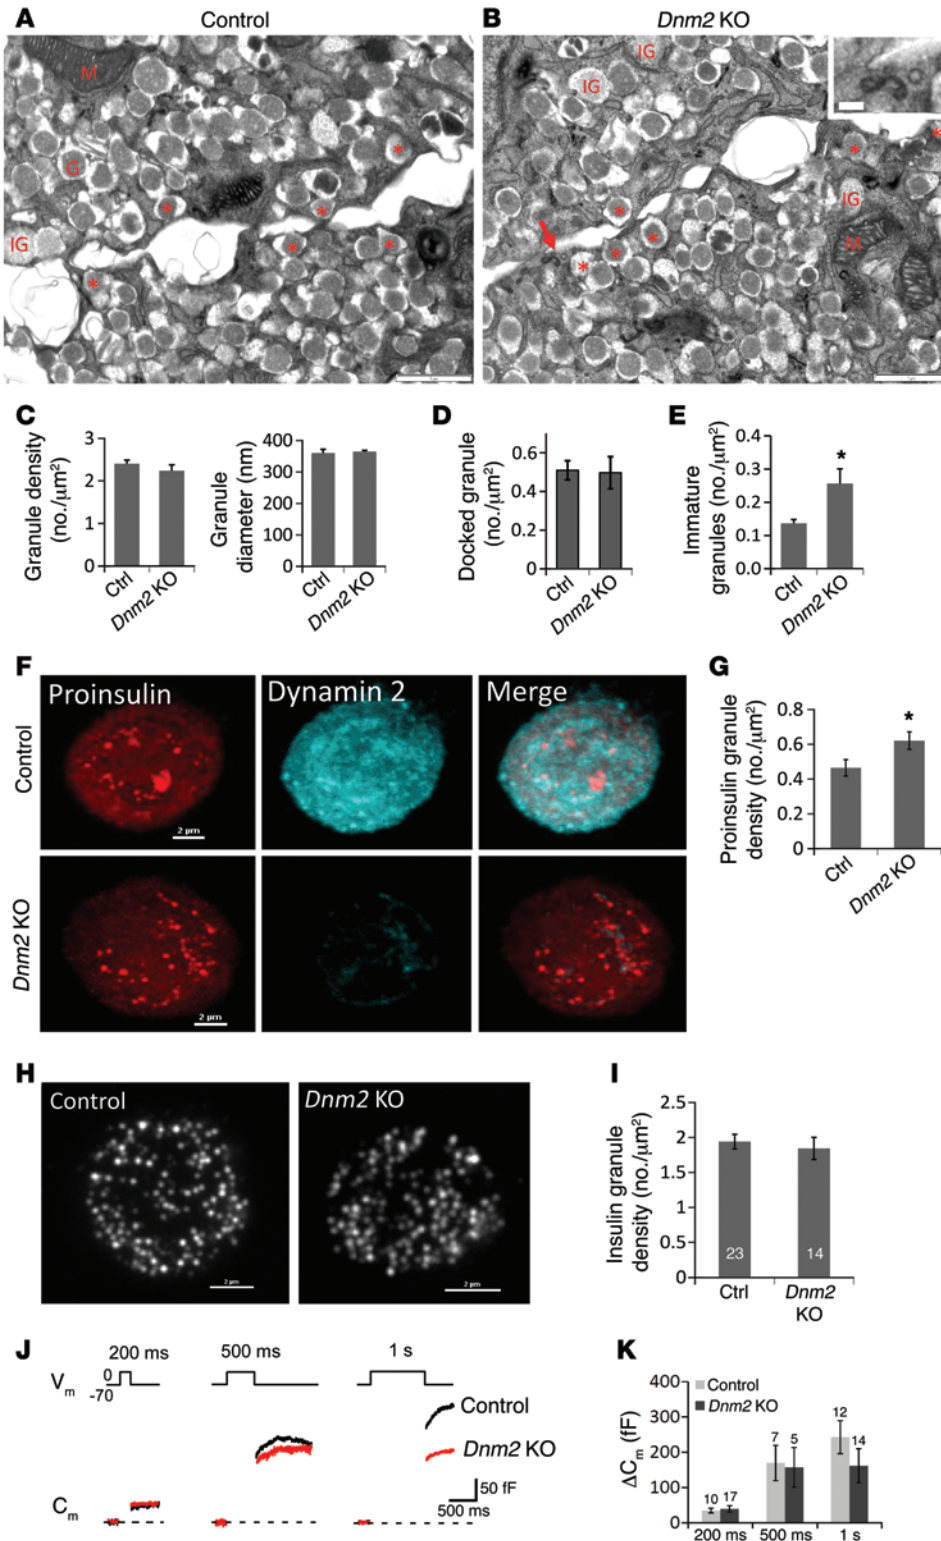 A Control
B Dnm2 KO
M
G
IG
*
*
*
*
*
*
IG
IG
IG
M
*
*
*
*
*
*
C
Granule density
(no./μm²)
3
2
1
0
Ctrl
Dnm2 KO
Granule
diameter (nm)
400
300
200
100
0
Ctrl
Dnm2 KO
D
Docked granule
(no./μm²)
0.6
0.4
0.2
0
Ctrl
Dnm2 KO
E
Immature
granules (no./μm²)
0.4
0.3
0.2
0.1
0.0
*
Ctrl
Dnm2 KO
F
Proinsulin
Dynamin 2
Merge
Control
2 μm
Dnm2 KO
2 μm
G
Proinsulin granule
density (no./μm²)
0.8
0.6
0.4
0.2
0
*
Ctrl
Dnm2 KO
H
Control
2 μm
Dnm2 KO
2 μm
I
Insulin granule
density (no./μm²)
2.5
2
1.5
1
0.5
0
23
14
Ctrl
Dnm2
KO
J
200 ms
500 ms
1 s
Vm
0
-70
Control
Dnm2 KO
50 fF
500 ms
Cm
K
ΔCm (fF)
400
300
200
100
0
Control
Dnm2 KO
10
17
7
5
12
14
200 ms
500 ms
1 s